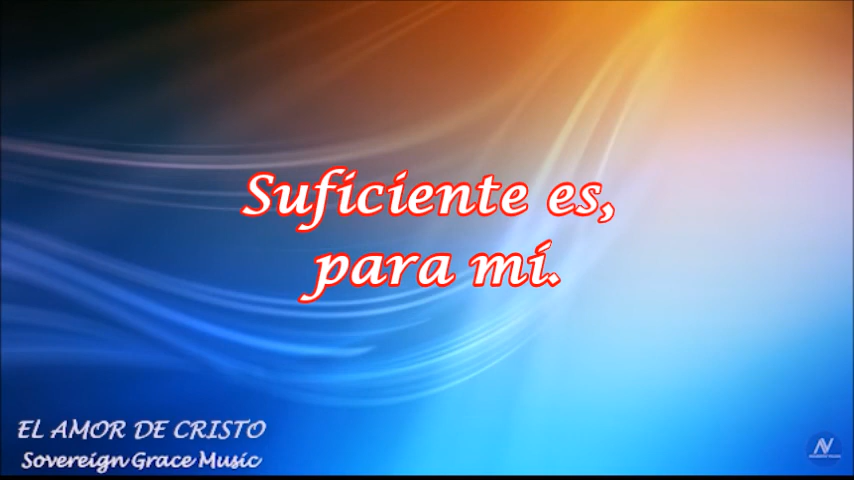 Suficiente es,
para mí.
EL AMOR DE CRISTO
Sovereign Grace Music